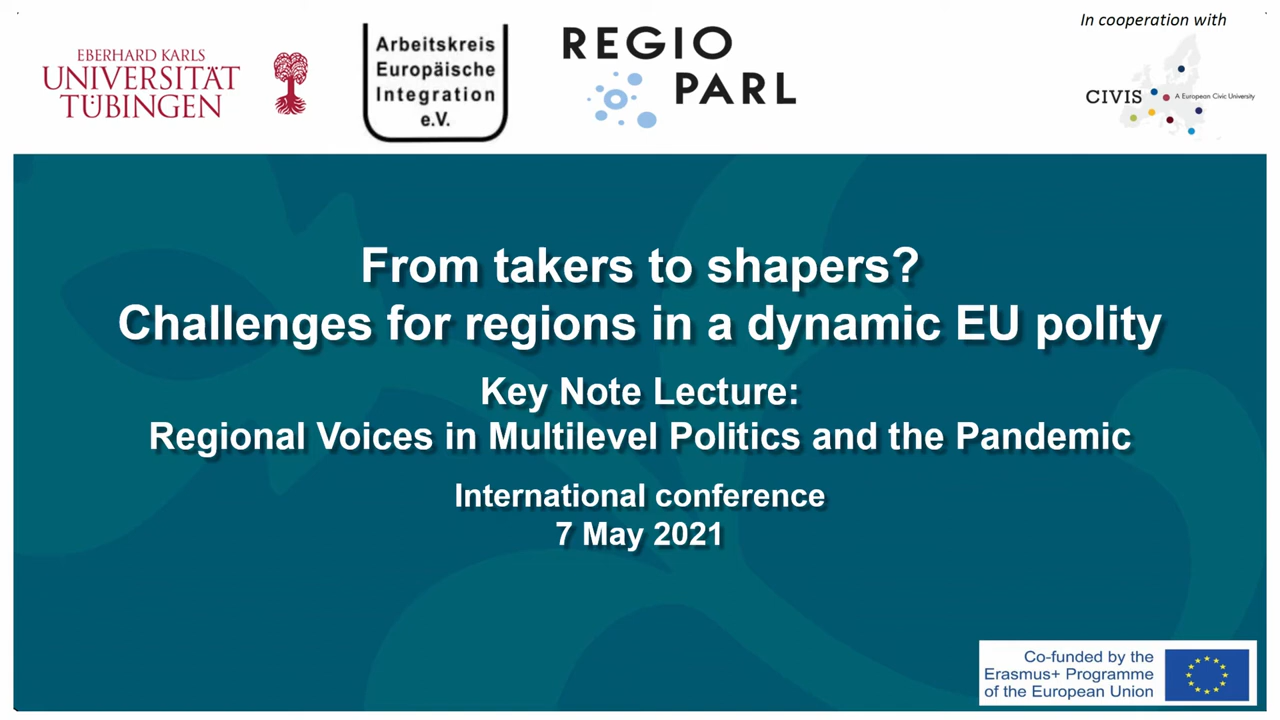 In cooperation with
EBERHARD KARLS
UNIVERSITÄT
TÜBINGEN
Arbeitskreis
Europäische
Integration
e.V.
REGIO
PARL
CIVIS
A European Civic University
From takers to shapers?
Challenges for regions in a dynamic EU polity
Key Note Lecture:
Regional Voices in Multilevel Politics and the Pandemic
International conference
7 May 2021
Co-funded by the
Erasmus+ Programme
of the European Union